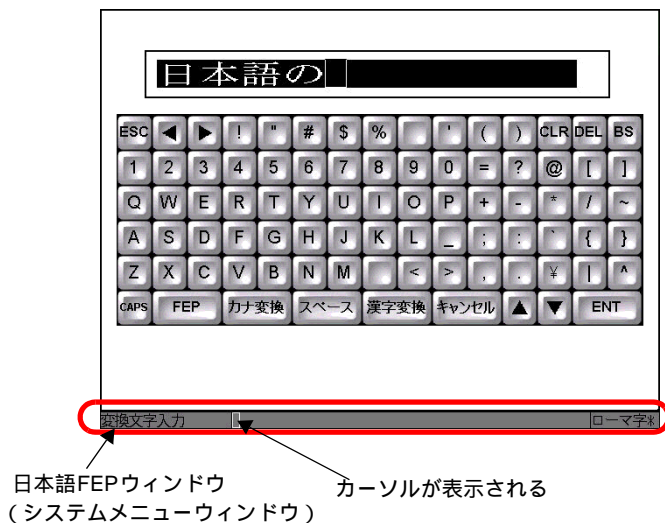 日本語の
ESC ◀ ▶ ! " # $ % ' ( ) CLR DEL BS
1 2 3 4 5 6 7 8 9 0 = ? @ [ ]
Q W E R T Y U I O P + - * / ~
A S D F G H J K L _ ; : ` { }
Z X C V B N M < > , . ¥ | ^
CAPS FEP カナ変換 スペース 漢字変換 キャンセル ▲ ▼ ENT
変換文字入力 ローマ字*
日本語FEPウィンドウ
(システムメニューウィンドウ)
カーソルが表示される